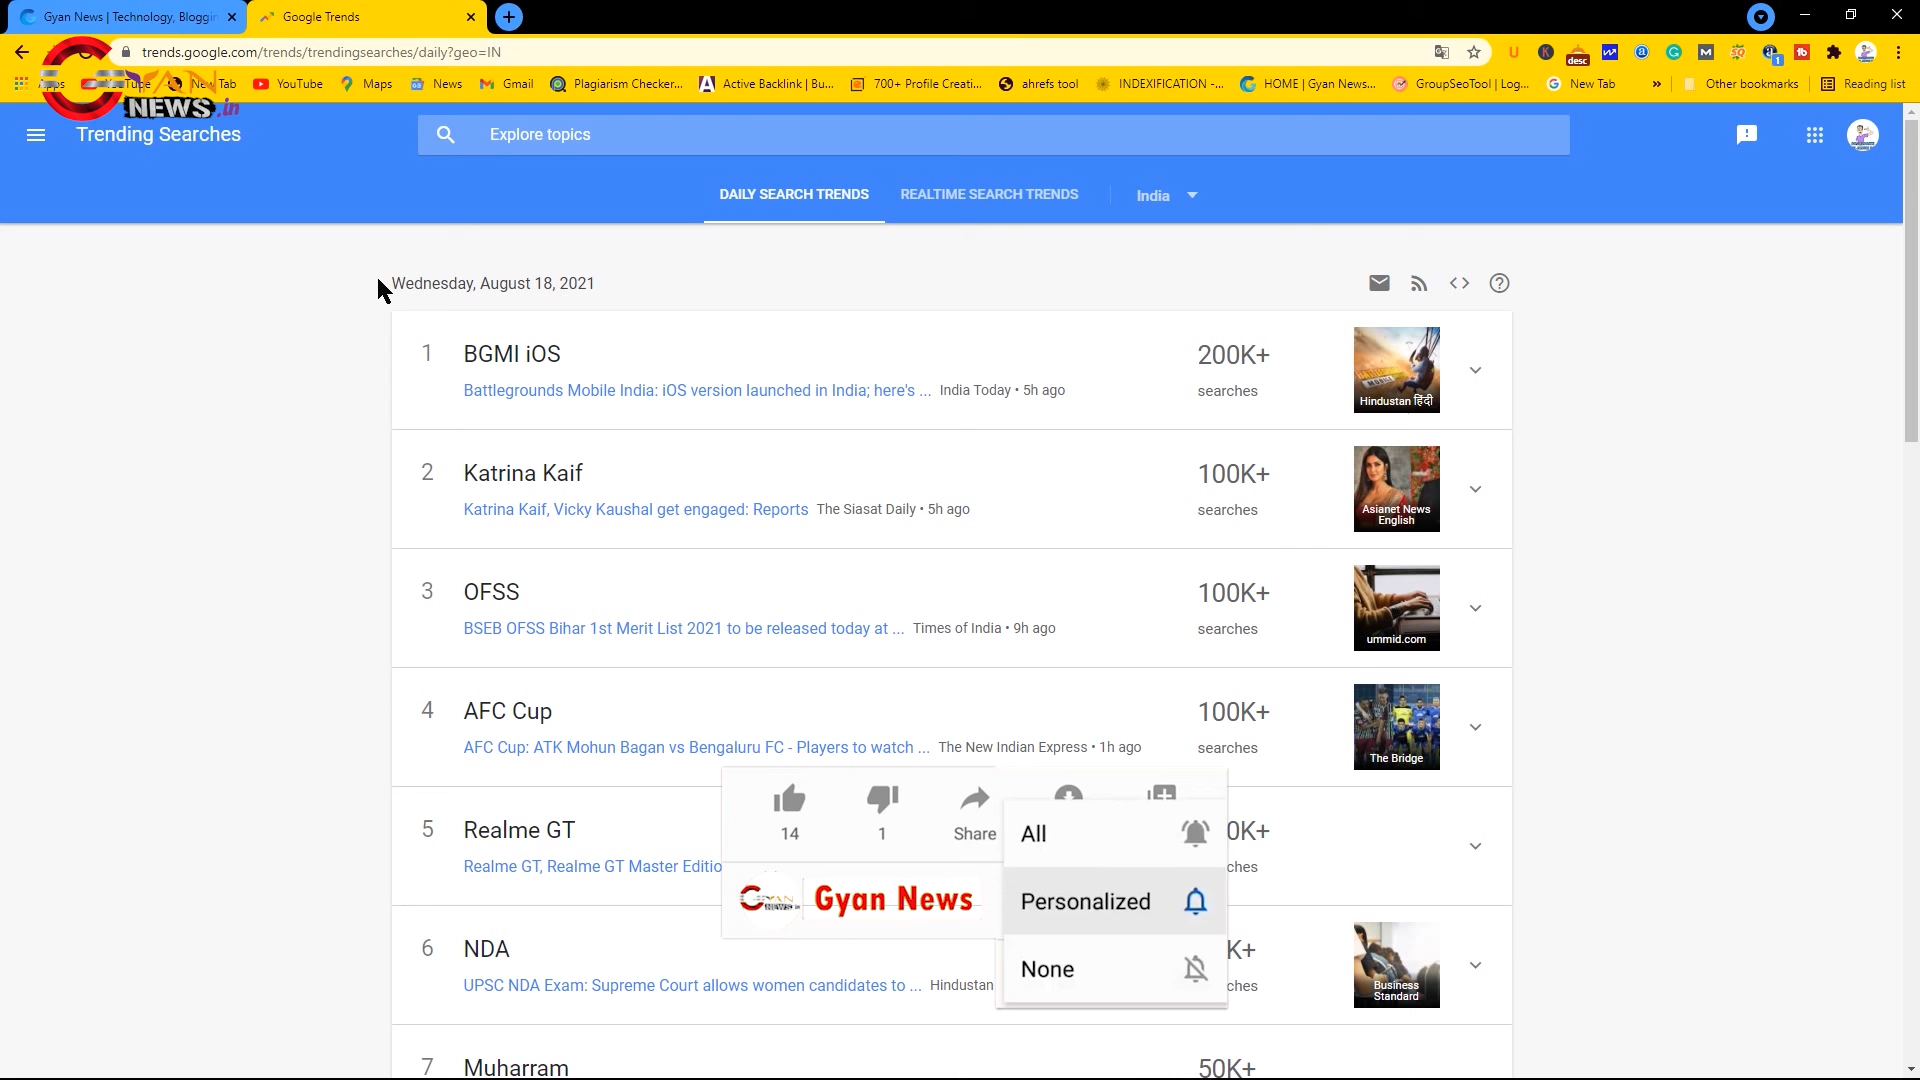 Gyan News | Technology, Bloggin
Google Trends
trends.google.com/trends/trendingsearches/daily?geo=IN
New Tab
YouTube
Maps
News
Gmail
Plagiarism Checker...
Active Backlink | Bu...
700+ Profile Creati...
ahrefs tool
INDEXIFICATION -...
HOME | Gyan News...
GroupSeoTool | Log...
New Tab
»
Other bookmarks
Reading list
GYAN
NEWS.in
Trending Searches
Explore topics
DAILY SEARCH TRENDS
REALTIME SEARCH TRENDS
India
Wednesday, August 18, 2021
1
BGMI iOS
200K+
Battlegrounds Mobile India: iOS version launched in India; here's ... India Today • 5h ago
searches
Hindustan हिंदी
2
Katrina Kaif
100K+
Katrina Kaif, Vicky Kaushal get engaged: Reports The Siasat Daily • 5h ago
searches
Asianet News
English
3
OFSS
100K+
BSEB OFSS Bihar 1st Merit List 2021 to be released today at ... Times of India • 9h ago
searches
ummid.com
4
AFC Cup
100K+
AFC Cup: ATK Mohun Bagan vs Bengaluru FC - Players to watch ... The New Indian Express • 1h ago
searches
The Bridge
5
Realme GT
0K+
Realme GT, Realme GT Master Editio
ches
14
1
Share
All
Gyan News
Personalized
None
6
NDA
K+
UPSC NDA Exam: Supreme Court allows women candidates to ... Hindustan
ches
Business
Standard
7
Muharram
50K+